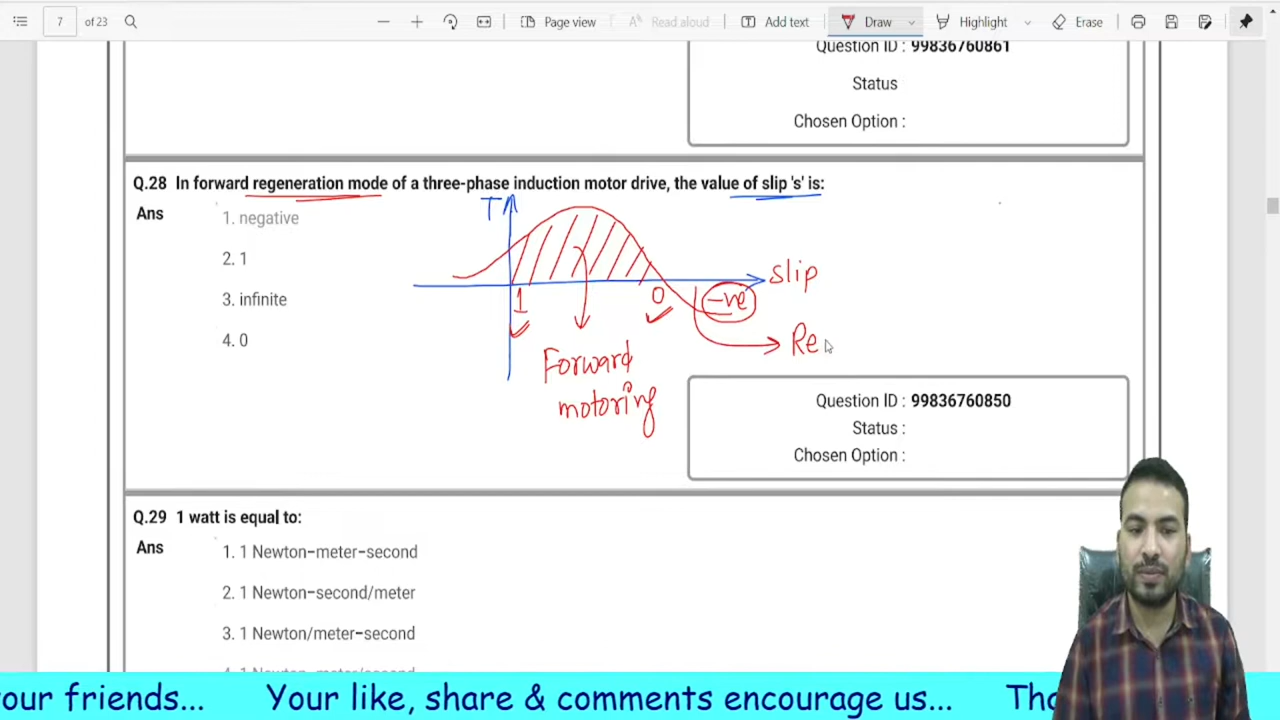 7 of 23
Page view
Read aloud
Add text
Draw
Highlight
Erase
Question ID : 99836760861
Status
Chosen Option :
Q.28 In forward regeneration mode of a three-phase induction motor drive, the value of slip 's' is:
Ans
1. negative
2. 1
3. infinite
4. 0
T
slip
1
0
-ve
Re
Forward
motoring
Question ID : 99836760850
Status :
Chosen Option :
Q.29 1 watt is equal to:
Ans
1. 1 Newton-meter-second
2. 1 Newton-second/meter
3. 1 Newton/meter-second
our friends... Your like, share & comments encourage us... Tha